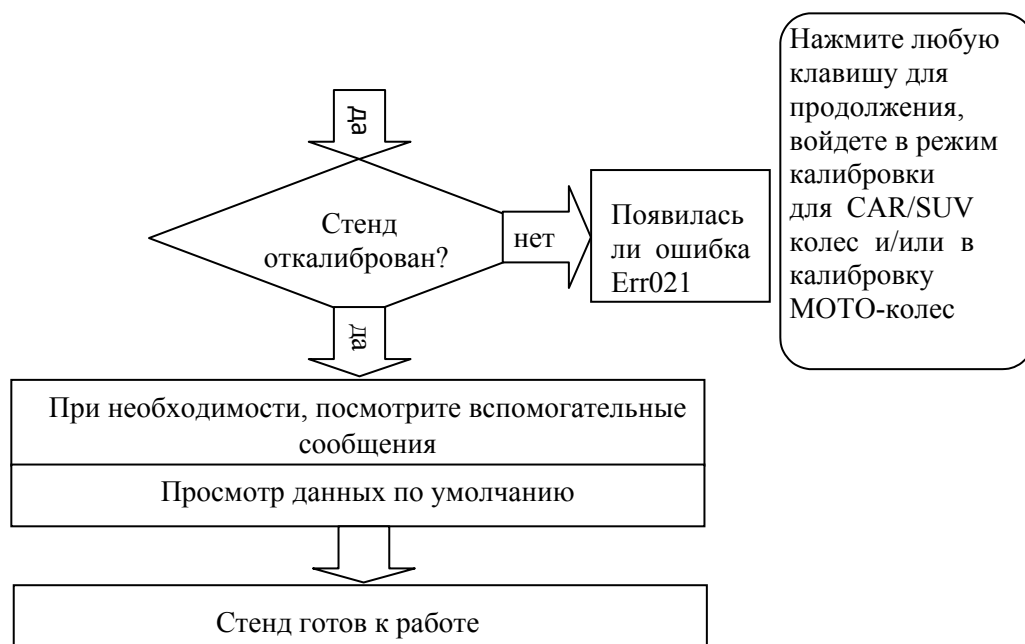 да
Стенд
откалиброван?
нет
Появилась
ли ошибка
Err021
Нажмите любую
клавишу для
продолжения,
войдете в режим
калибровки
для CAR/SUV
колес и/или в
калибровку
МОТО-колес
да
При необходимости, посмотрите вспомогательные
сообщения
Просмотр данных по умолчанию
Стенд готов к работе